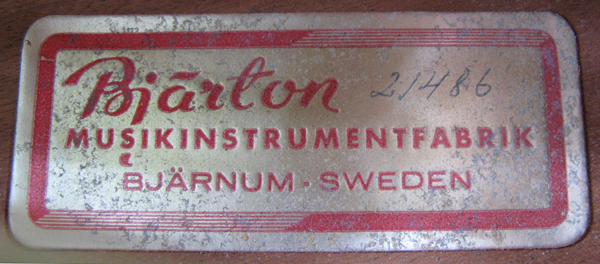 Bjärton 21486
MUSIKINSTRUMENTFABRIK
BJÄRNUM - SWEDEN